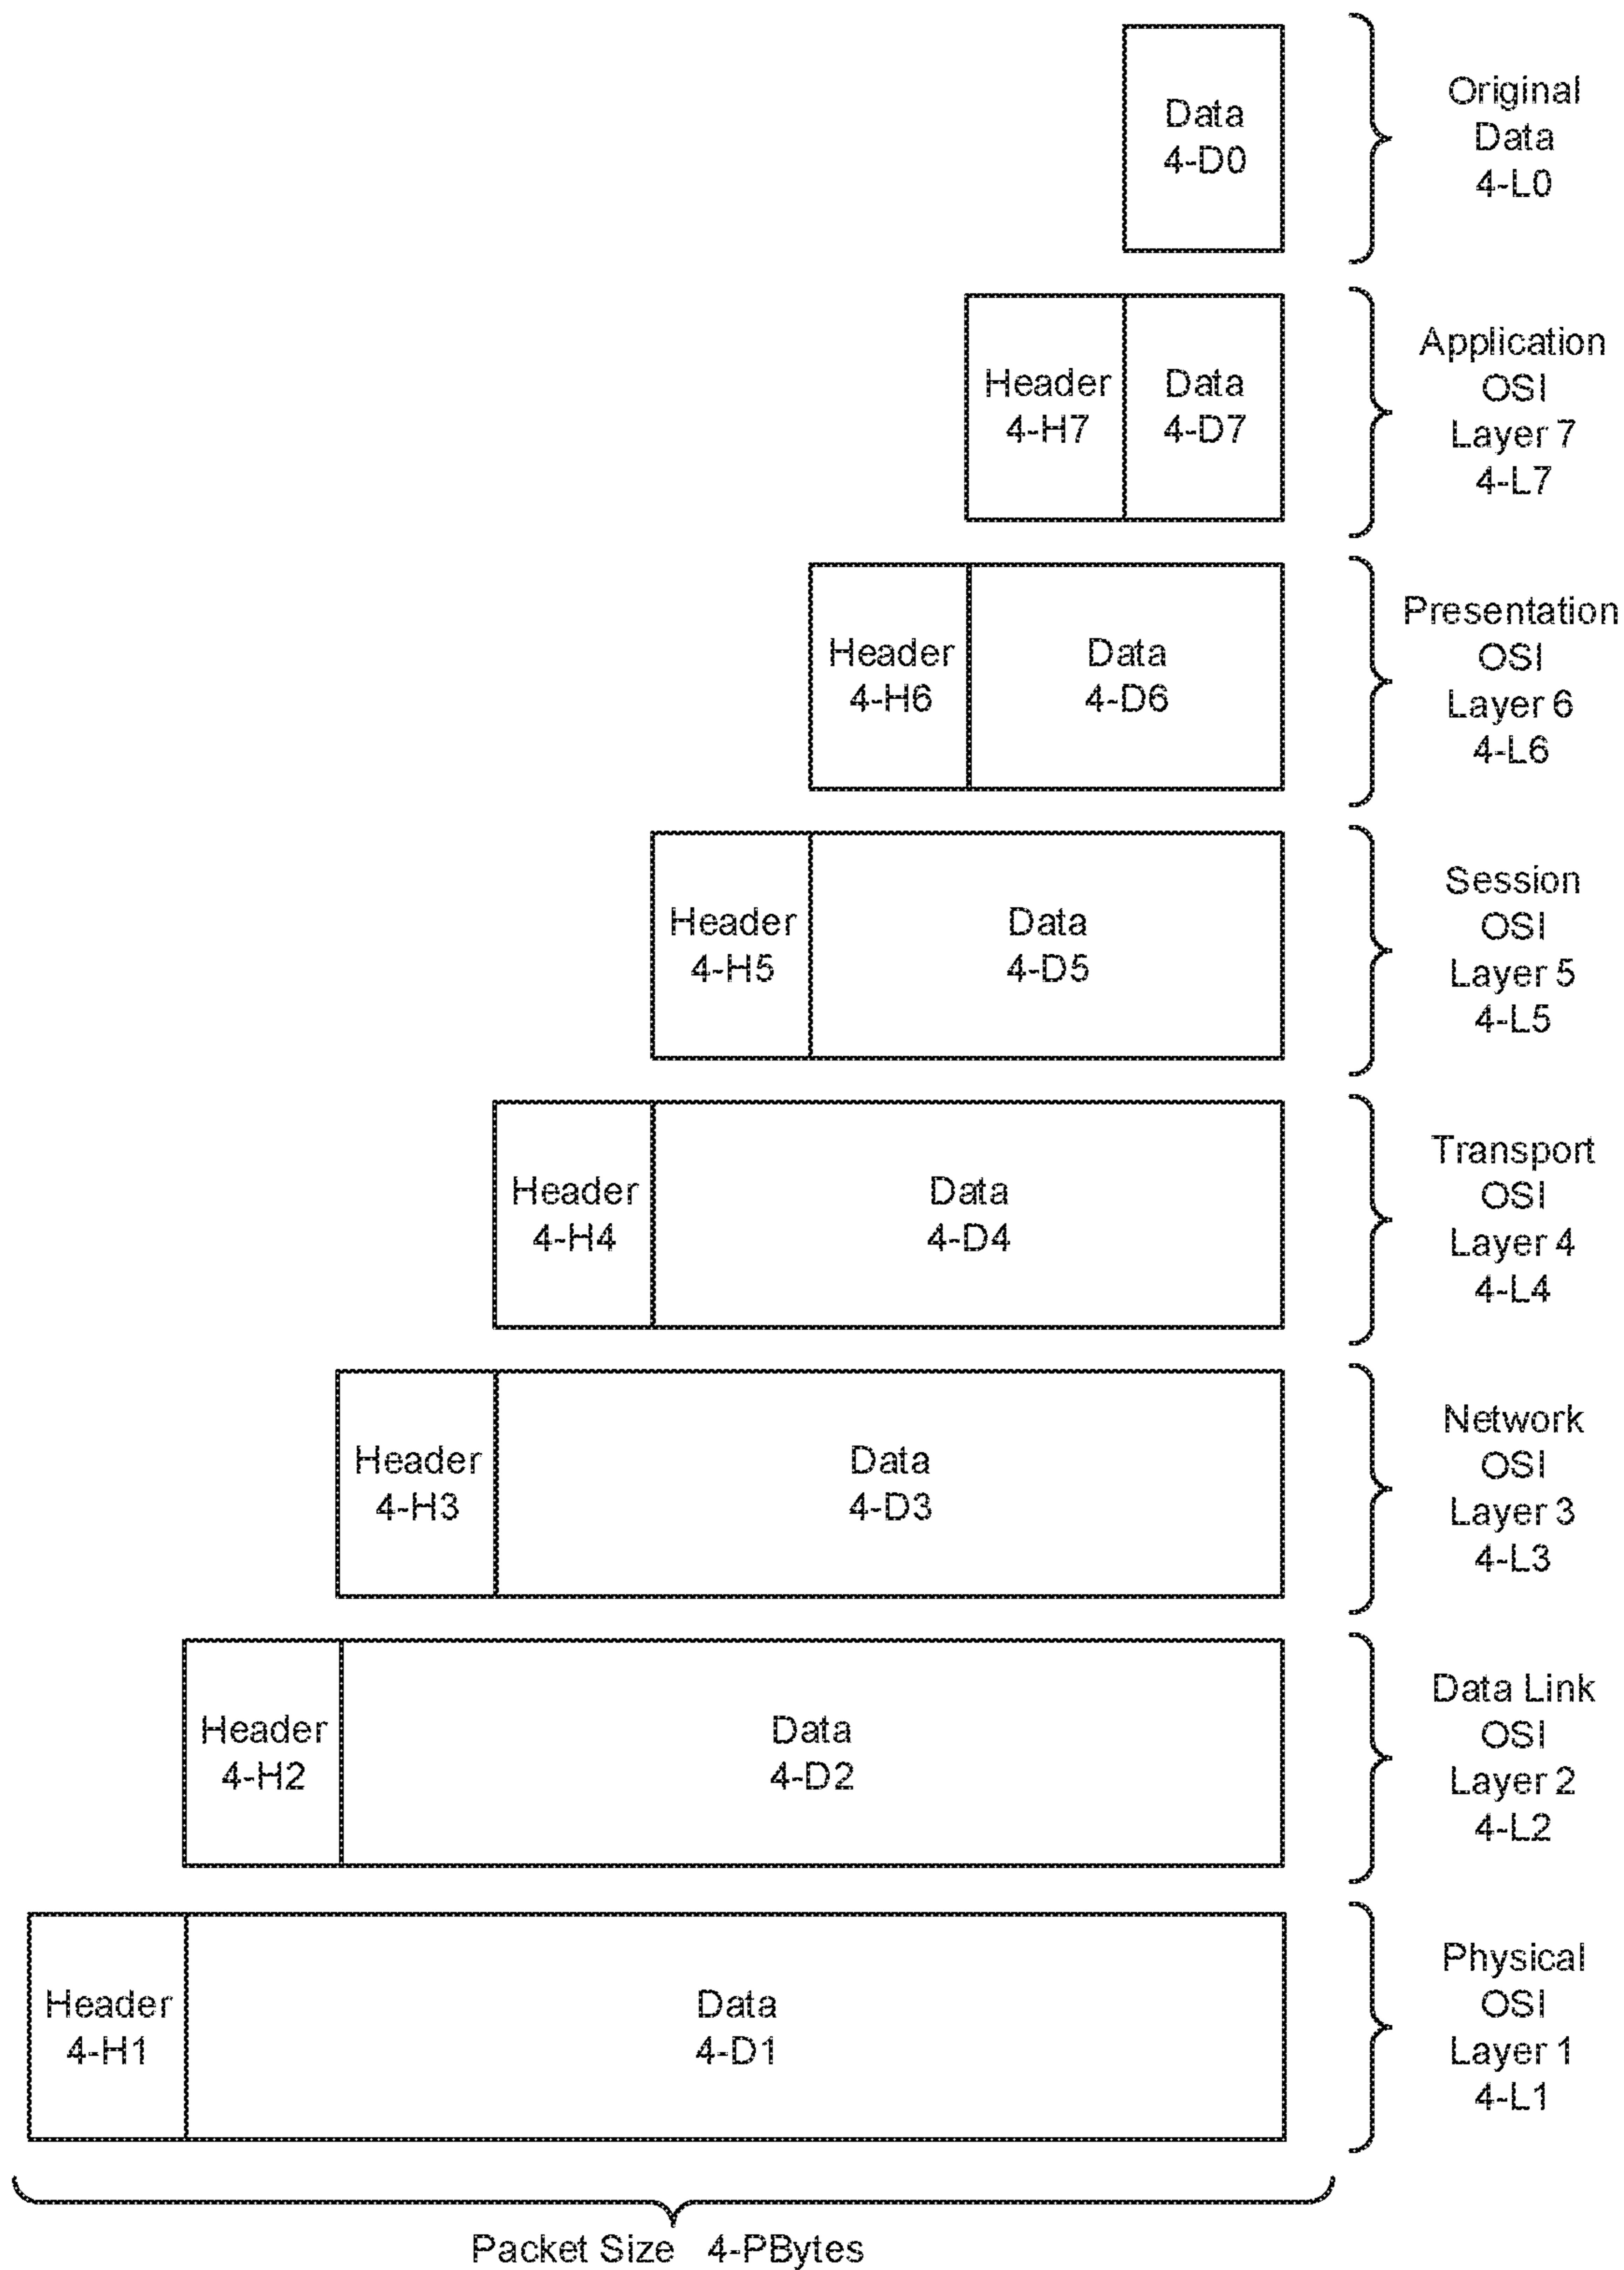 Data
4-D0
Original
Data
4-L0
Header
4-H7
Data
4-D7
Application
OSI
Layer 7
4-L7
Header
4-H6
Data
4-D6
Presentation
OSI
Layer 6
4-L6
Header
4-H5
Data
4-D5
Session
OSI
Layer 5
4-L5
Header
4-H4
Data
4-D4
Transport
OSI
Layer 4
4-L4
Header
4-H3
Data
4-D3
Network
OSI
Layer 3
4-L3
Header
4-H2
Data
4-D2
Data Link
OSI
Layer 2
4-L2
Header
4-H1
Data
4-D1
Physical
OSI
Layer 1
4-L1
Packet Size 4-PBytes